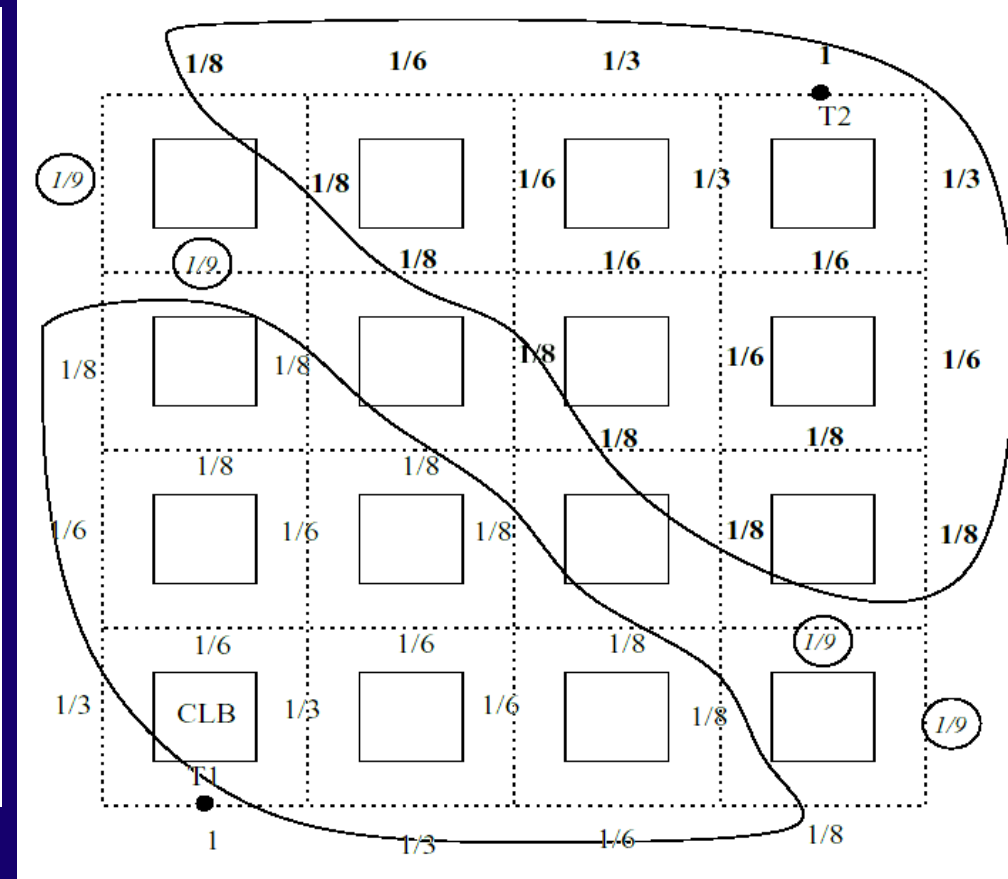 1/8 1/6 1/3 1
T2
1/9 1/8 1/6 1/3 1/3
1/9 1/8 1/6 1/6
1/8 1/8 1/8 1/6 1/6
1/8 1/8
1/8 1/8
1/6 1/6 1/8 1/8 1/8
1/6 1/6 1/8 1/9
1/3 CLB 1/3 1/6 1/8 1/9
T1
1 1/3 1/6 1/8